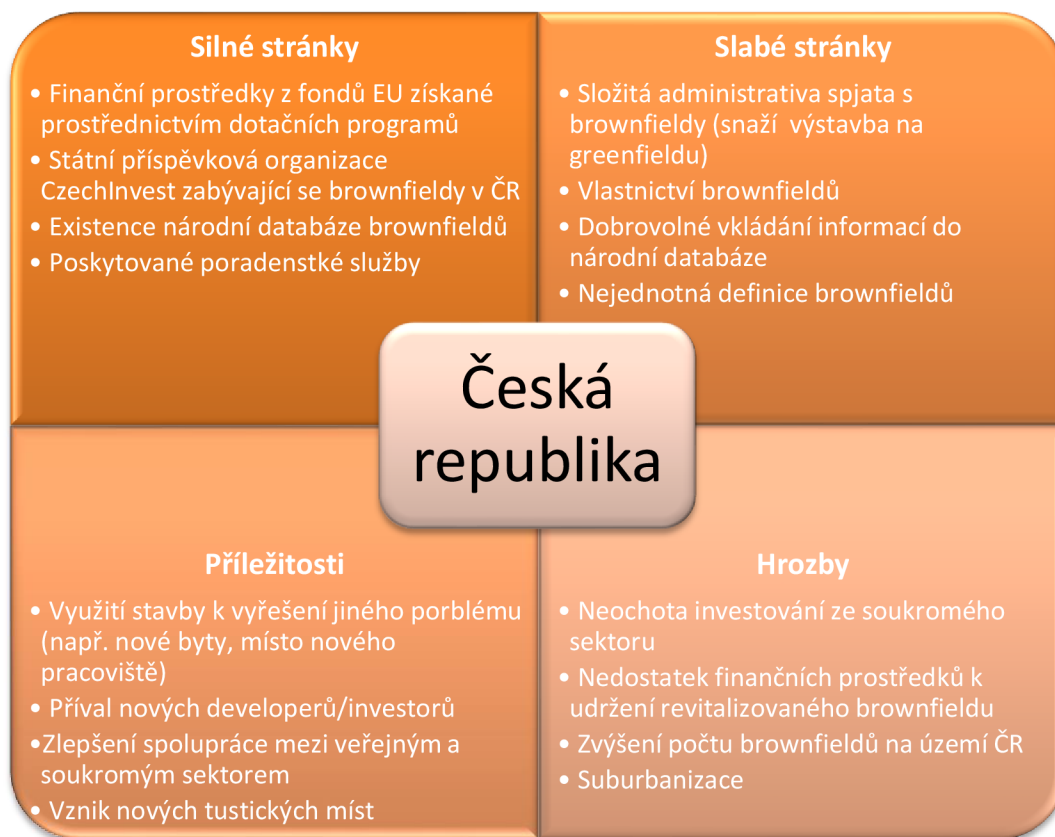 Silné stránky
• Finanční prostředky z fondů EU získané
prostřednictvím dotačních programů
• Státní příspěvková organizace
CzechInvest zabývající se brownfieldy v ČR
• Existence národní databáze brownfieldů
• Poskytované poradenstké služby
Slabé stránky
• Složitá administrativa spjata s
brownfieldy (snaží  výstavba na
greenfieldu)
• Vlastnictví brownfieldů
• Dobrovolné vkládání informací do
národní databáze
• Nejednotná definice brownfieldů
Česká
republika
Příležitosti
• Využití stavby k vyřešení jiného porblému
(např. nové byty, místo nového
pracoviště)
• Příval nových developerů/investorů
•Zlepšení spolupráce mezi veřejným a
soukromým sektorem
• Vznik nových tustických míst
Hrozby
• Neochota investování ze soukromého
sektoru
• Nedostatek finančních prostředků k
udržení revitalizovaného brownfieldu
• Zvýšení počtu brownfieldů na území ČR
• Suburbanizace